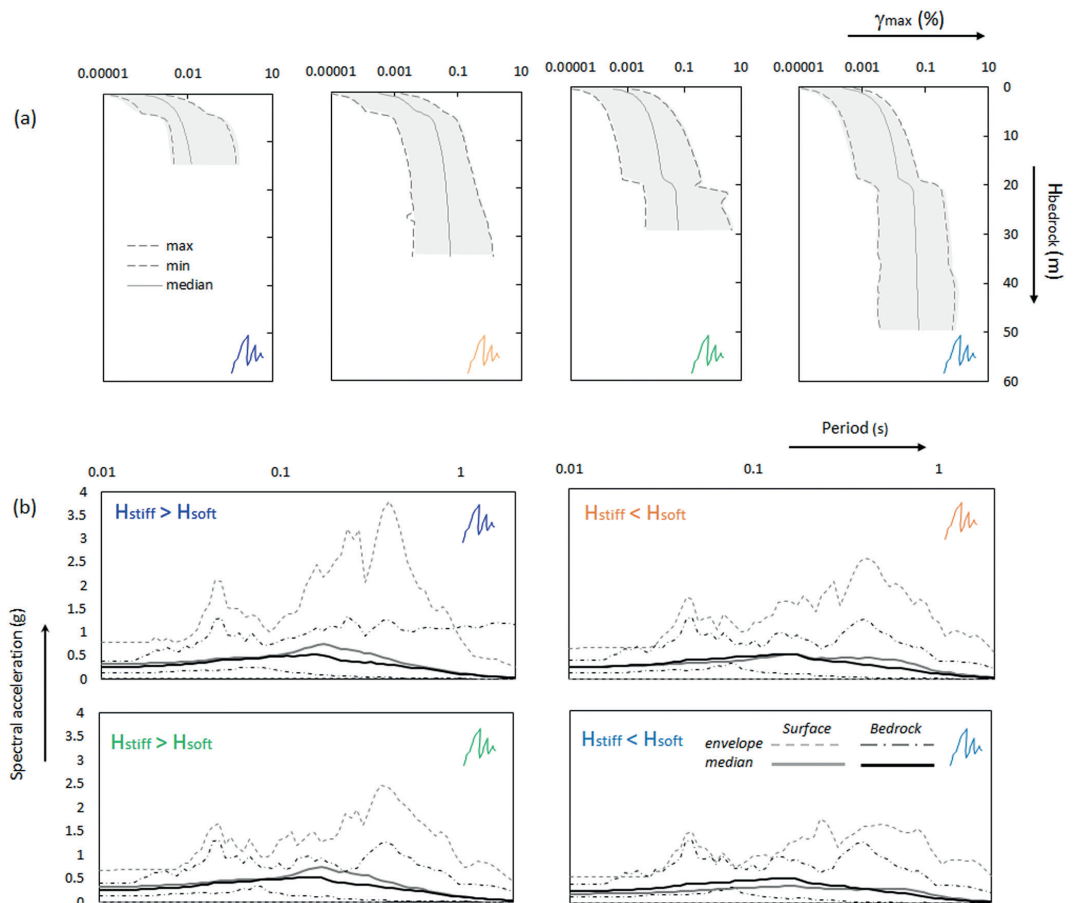 γmax (%)
0.00001 0.01 10
0.00001 0.001 0.1 10
0.00001 0.001 0.1 10
0.00001 0.001 0.1 10
(a)
0
10
20
30
40
50
60
Hbedrock (m)
max
min
median
Period (s)
0.01 0.1 1
0.01 0.1 1
(b)
Spectral acceleration (g)
4
3.5
3
2.5
2
1.5
1
0.5
0
Hstiff > Hsoft
Hstiff < Hsoft
4
3.5
3
2.5
2
1.5
1
0.5
0
Hstiff > Hsoft
Hstiff < Hsoft
Surface Bedrock
envelope
median